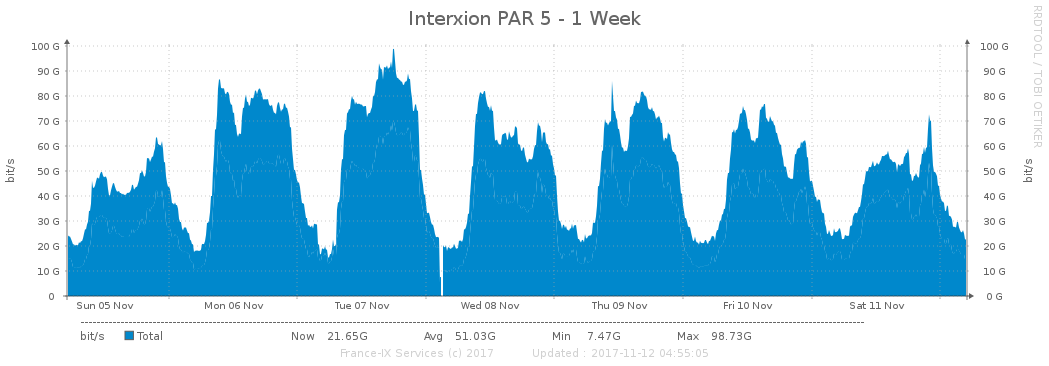 Interxion PAR 5 - 1 Week
RRDTOOL / TOBI OETIKER
100 G 100 G
90 G 90 G
80 G 80 G
70 G 70 G
60 G 60 G
50 G 50 G
40 G 40 G
30 G 30 G
20 G 20 G
10 G 10 G
0 0 G
bit/s bit/s
Sun 05 Nov Mon 06 Nov Tue 07 Nov Wed 08 Nov Thu 09 Nov Fri 10 Nov Sat 11 Nov
bit/s Total Now 21.65G Avg 51.03G Min 7.47G Max 98.73G
France-IX Services (c) 2017 Updated : 2017-11-12 04:55:05